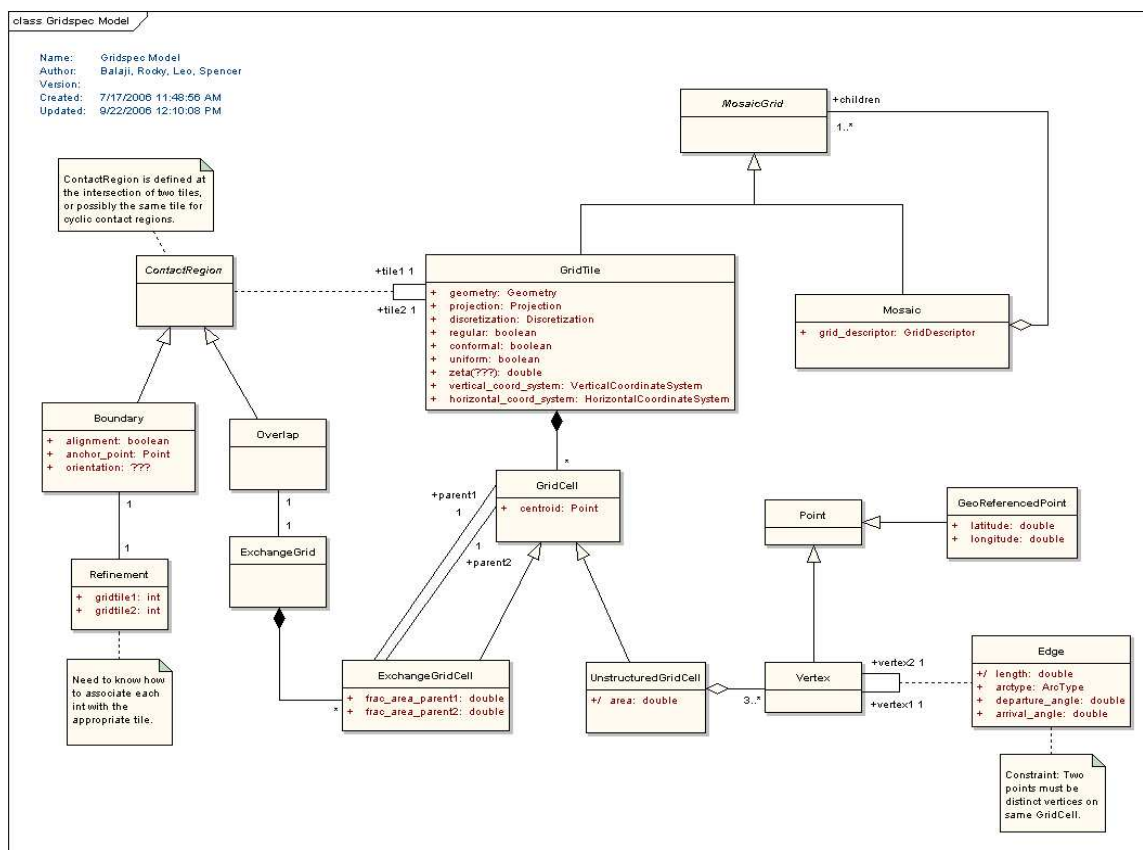 class Gridspec Model
Name: Gridspec Model
Author: Balaji, Rocky, Leo, Spencer
Version:
Created: 7/17/2006 11:48:56 AM
Updated: 9/22/2006 12:10:08 PM
MosaicGrid
+children
1..*
ContactRegion is defined at
the intersection of two tiles,
or possibly the same tile for
cyclic contact regions.
ContactRegion
+tile1 1
+tile2 1
GridTile
+ geometry: Geometry
+ projection: Projection
+ discretization: Discretization
+ regular: boolean
+ conformal: boolean
+ uniform: boolean
+ zeta(???): double
+ vertical_coord_system: VerticalCoordinateSystem
+ horizontal_coord_system: HorizontalCoordinateSystem
Mosaic
+ grid_descriptor: GridDescriptor
Boundary
+ alignment: boolean
+ anchor_point: Point
+ orientation: ???
Overlap
*
GridCell
+ centroid: Point
+parent1
1
1
+parent2
1
1
1
1
ExchangeGrid
Refinement
+ gridtile1: int
+ gridtile2: int
Point
GeoReferencedPoint
+ latitude: double
+ longitude: double
Need to know how
to associate each
int with the
appropriate tile.
*
ExchangeGridCell
+ frac_area_parent1: double
+ frac_area_parent2: double
UnstructuredGridCell
+/ area: double
3..*
Vertex
+vertex2 1
+vertex1 1
Edge
+/ length: double
+ arctype: ArcType
+ departure_angle: double
+ arrival_angle: double
Constraint: Two
points must be
distinct vertices on
same GridCell.